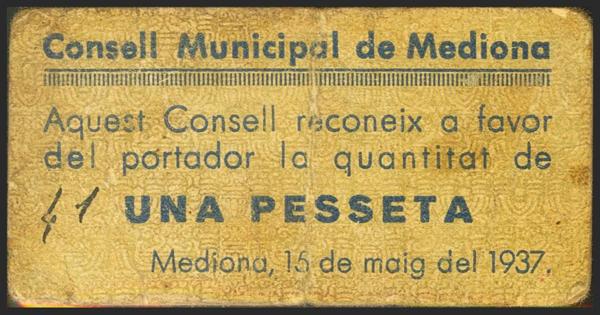 Consell Municipal de Mediona
Aquest Consell reconeix a favor
del portador la quantitat de
UNA PESSETA
Mediona, 15 de maig del 1937.